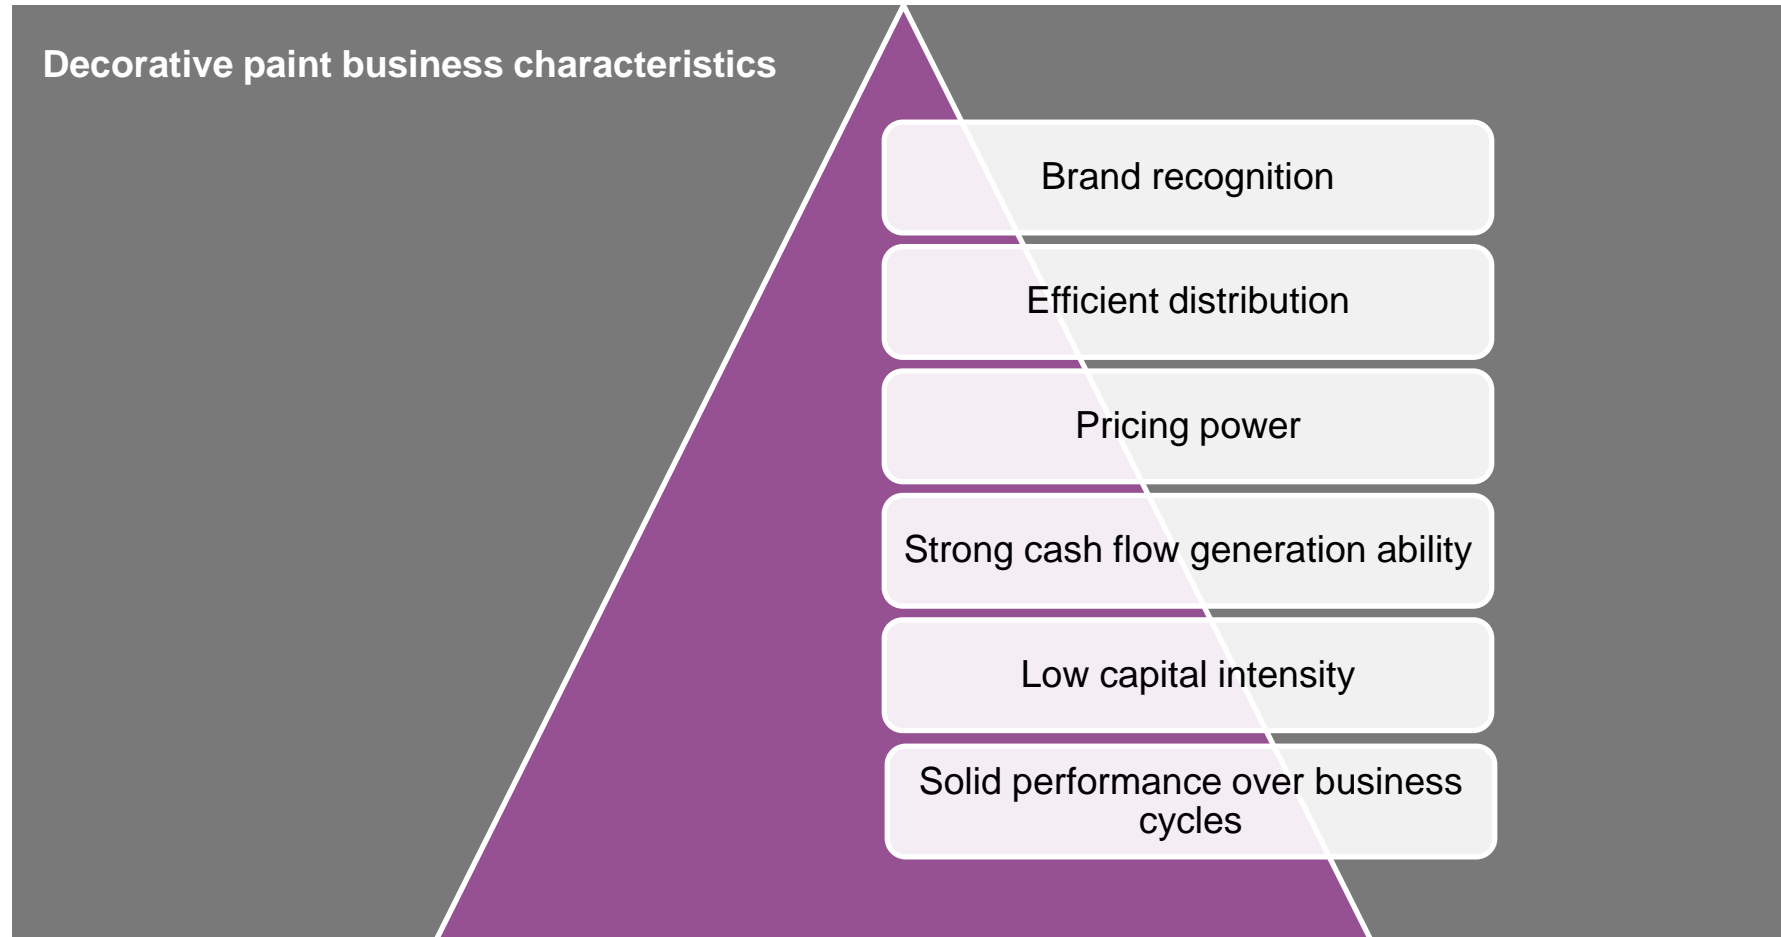 Decorative paint business characteristics
Brand recognition
Efficient distribution
Pricing power
Strong cash flow generation ability
Low capital intensity
Solid performance over business
cycles